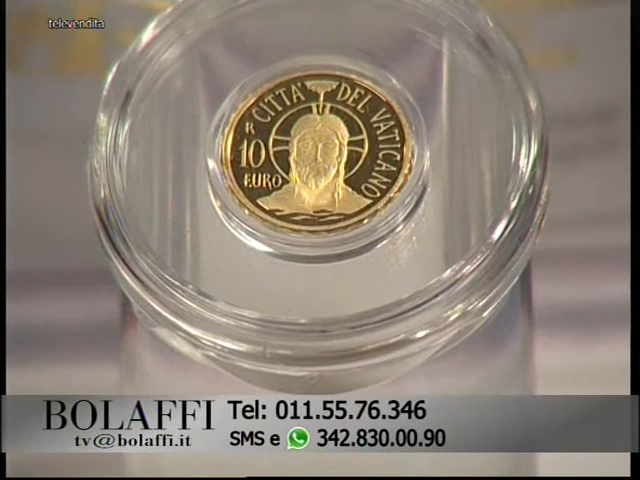 televendita
CITTA' DEL VATICANO
R
10
EURO
BOLAFFI
tv@bolaffi.it
Tel: 011.55.76.346
SMS e 342.830.00.90